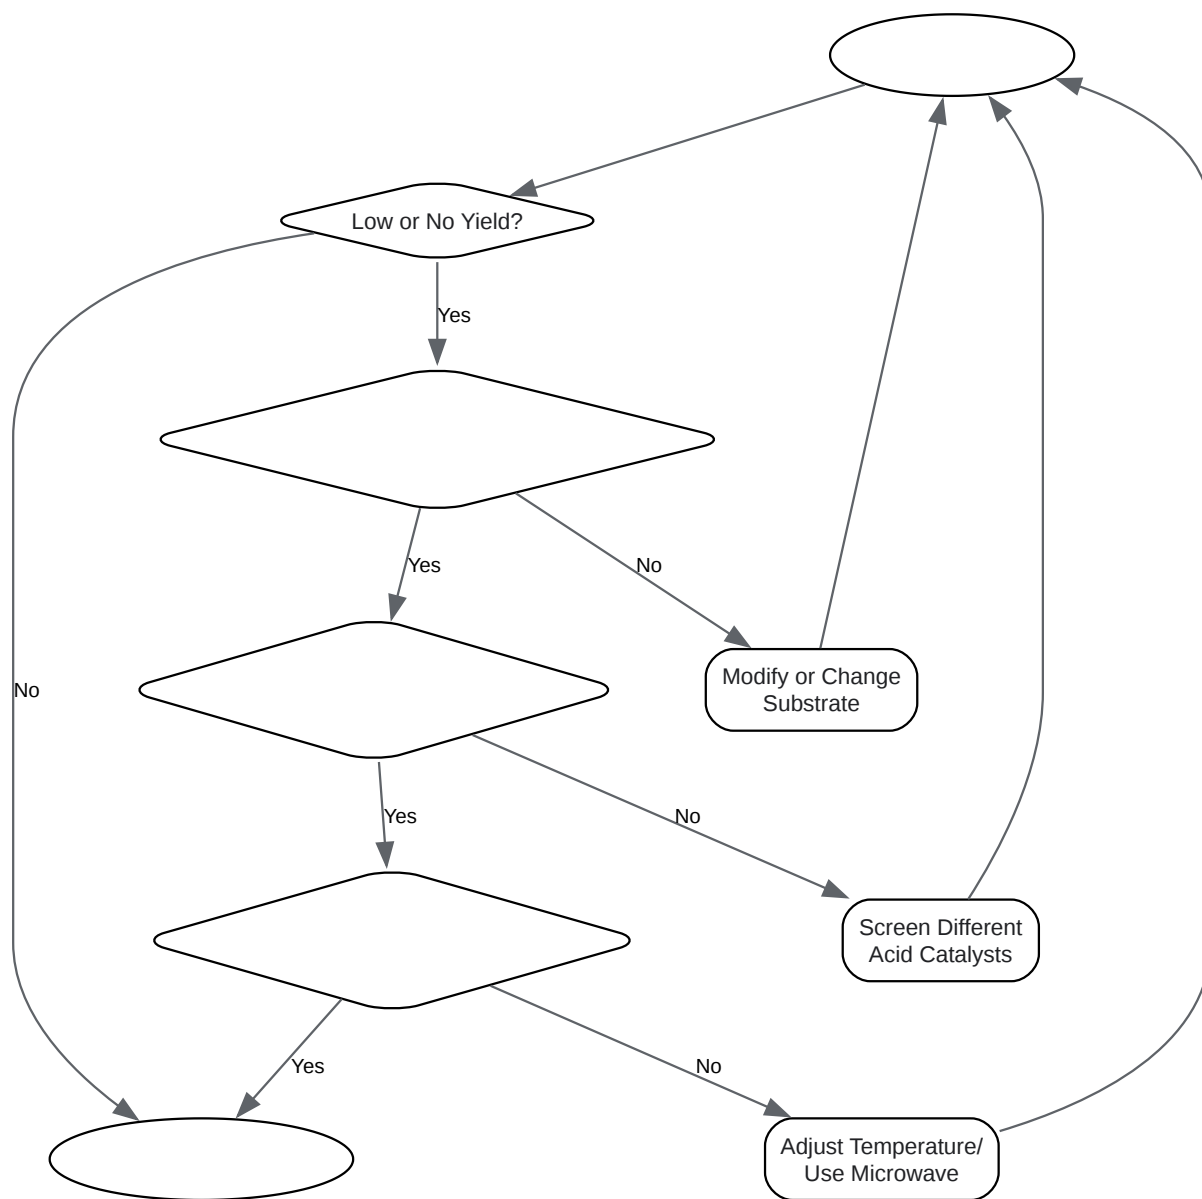 Low or No Yield?
Yes
Yes
No
No
Modify or Change
Substrate
Yes
No
Screen Different
Acid Catalysts
Yes
No
Adjust Temperature/
Use Microwave